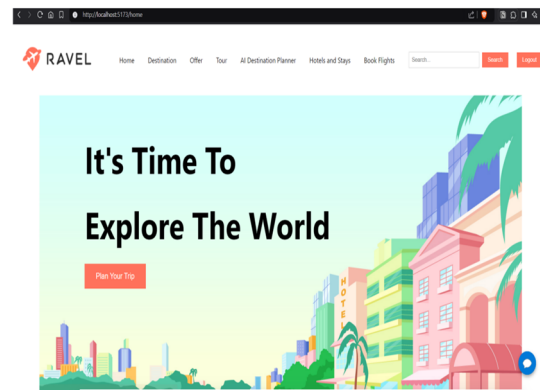 http://localhost:5173/home
RAVEL
Home Destination Offer Tour AI Destination Planner Hotels and Stays Book Flights Search... Search Logout
It's Time To
Explore The World
Plan Your Trip
HOTEL